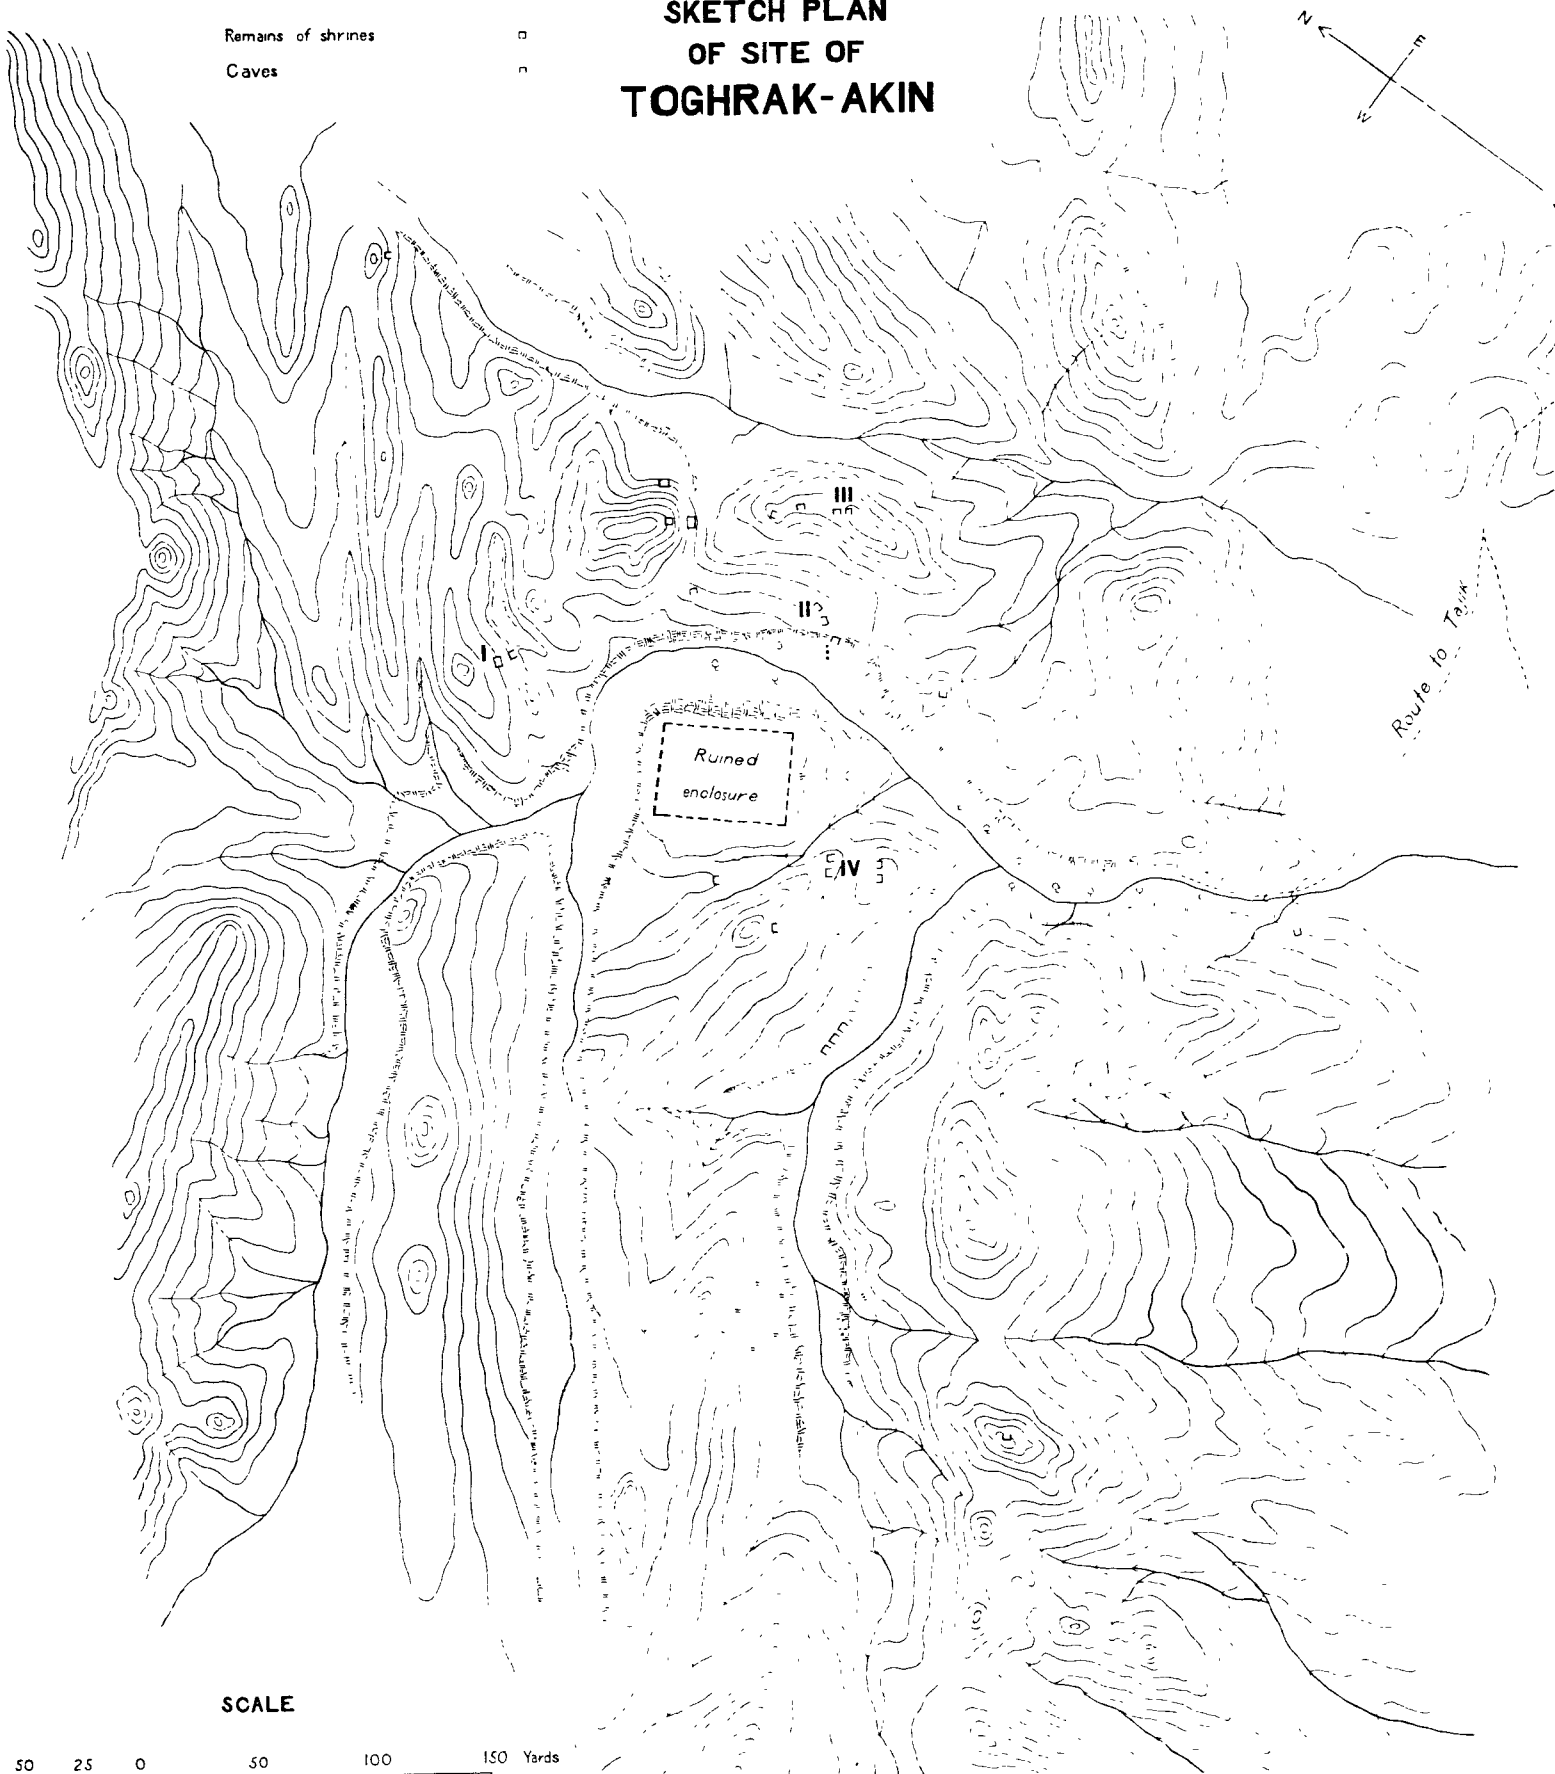 SKETCH PLAN
OF SITE OF
TOGHRAK-AKIN
Remains of shrines
Caves
N
E
W
III
II
I
Route to Tajik
Ruined
enclosure
IV
SCALE
50 25 0 50 100 150 Yards